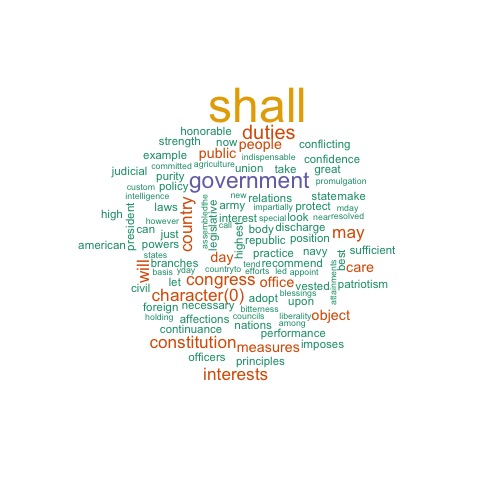 shall
honorable
duties
strength
now
people
conflicting
example
public
indispensable
confidence
committed
agriculture
union
take
great
judicial
purity
government
promulgation
custom
policy
intelligence
new
relations
statemake
high
president
laws
country
assembledthe
legislative
army
impartially
protect
mday
however
interest
special
look
near
resolved
can
call
highest
body
discharge
may
just
republic
position
american
powers
practice
navy
best
sufficient
states
day
branches
will
tend
recommend
care
basis
yday
countryto
efforts
led
appoint
attainments
let
congress
office
vested
patriotism
civil
character(0)
adopt
blessings
upon
foreign
necessary
bitterness
object
holding
affections
councils
liberality
continuance
nations
among
performance
constitution
measures
imposes
officers
principles
interests